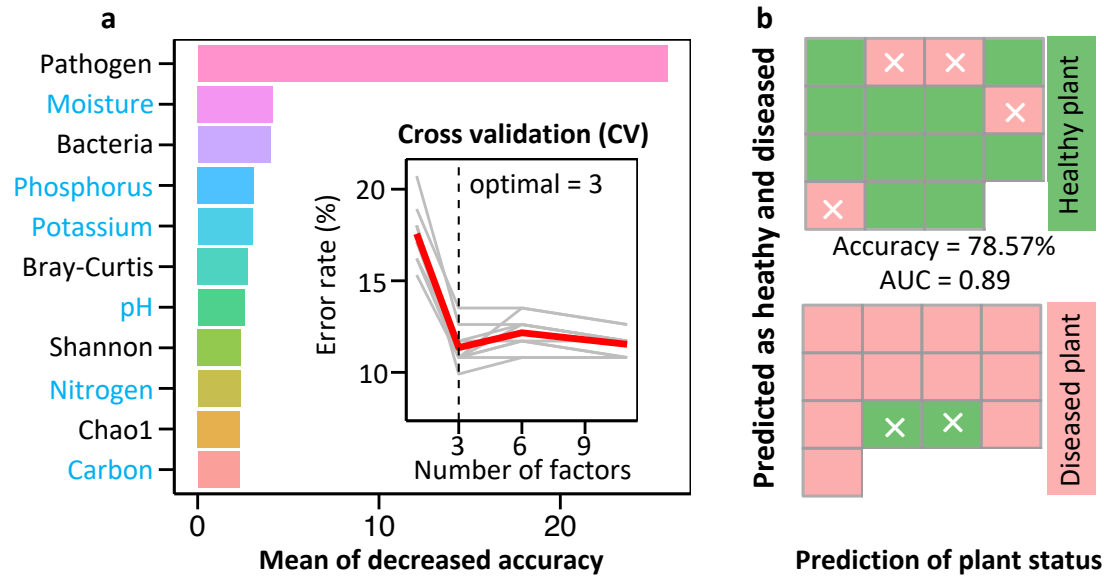 a
Pathogen
Moisture
Bacteria
Phosphorus
Potassium
Bray-Curtis
pH
Shannon
Nitrogen
Chao1
Carbon
0 10 20
Mean of decreased accuracy
Cross validation (CV)
optimal = 3
Error rate (%)
20
15
10
3 6 9
Number of factors
b
Predicted as heathy and diseased
Healthy plant
Accuracy = 78.57%
AUC = 0.89
Diseased plant
Prediction of plant status